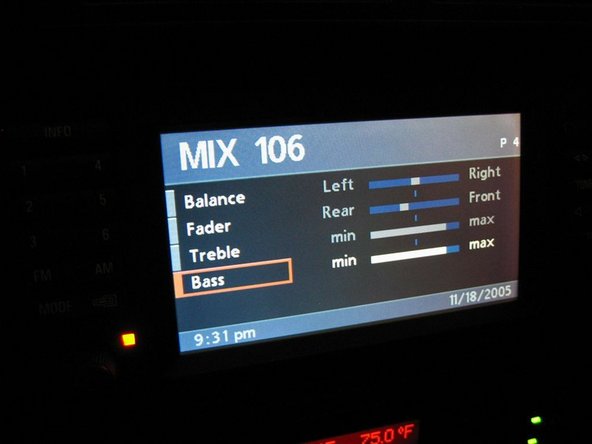 INFO
MIX 106
P 4
1 4
Balance
Left
Right
2 5
Fader
Rear
Front
3 6
Treble
min
max
FM AM
Bass
min
max
MODE
11/18/2005
9:31 pm
75.0 °F